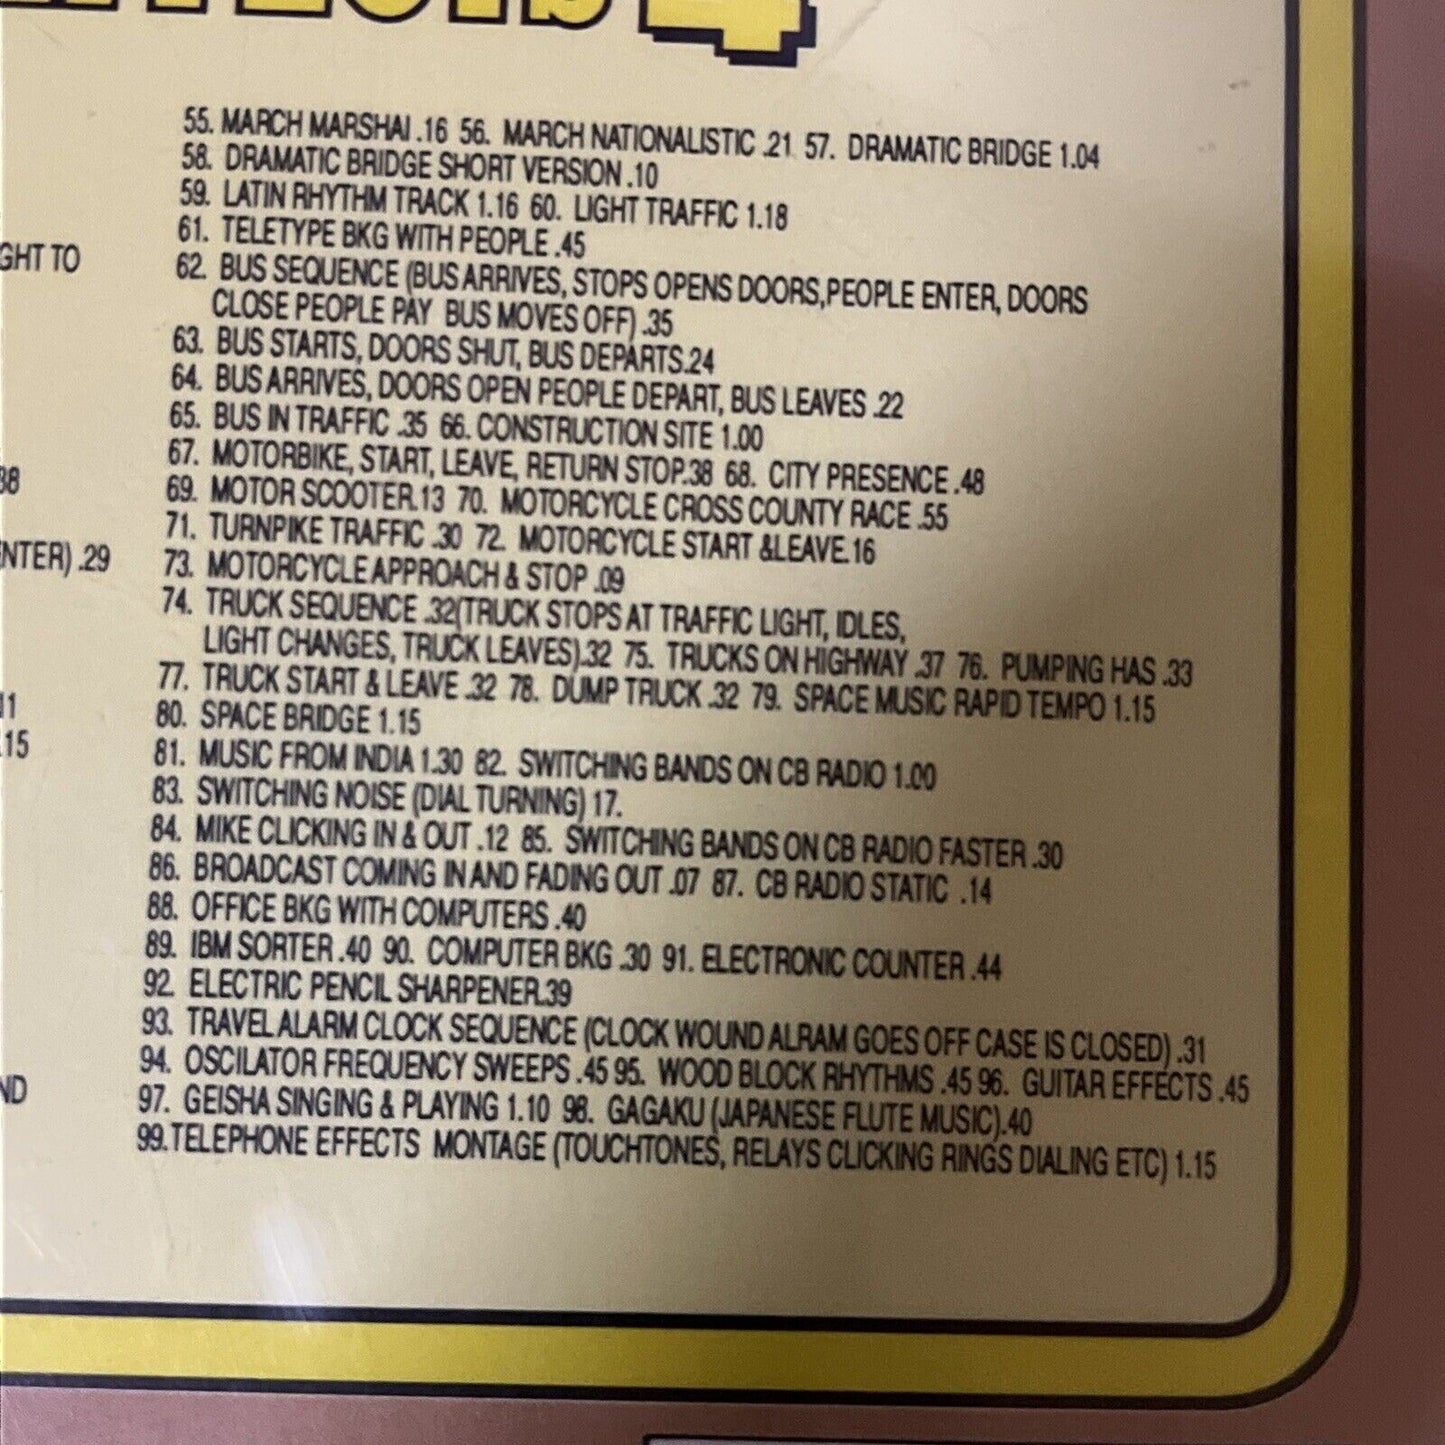 4
55. MARCH MARSHAI .16 56. MARCH NATIONALISTIC .21 57. DRAMATIC BRIDGE 1.04
58. DRAMATIC BRIDGE SHORT VERSION .10
59. LATIN RHYTHM TRACK 1.16 60. LIGHT TRAFFIC 1.18
61. TELETYPE BKG WITH PEOPLE .45
62. BUS SEQUENCE (BUS ARRIVES, STOPS OPENS DOORS,PEOPLE ENTER, DOORS
CLOSE PEOPLE PAY BUS MOVES OFF) .35
63. BUS STARTS, DOORS SHUT, BUS DEPARTS.24
64. BUS ARRIVES, DOORS OPEN PEOPLE DEPART, BUS LEAVES .22
65. BUS IN TRAFFIC .35 66. CONSTRUCTION SITE 1.00
67. MOTORBIKE, START, LEAVE, RETURN STOP.38 68. CITY PRESENCE .48
69. MOTOR SCOOTER.13 70. MOTORCYCLE CROSS COUNTY RACE .55
71. TURNPIKE TRAFFIC .30 72. MOTORCYCLE START &LEAVE.16
73. MOTORCYCLE APPROACH & STOP .09
74. TRUCK SEQUENCE .32(TRUCK STOPS AT TRAFFIC LIGHT, IDLES,
LIGHT CHANGES, TRUCK LEAVES).32 75. TRUCKS ON HIGHWAY .37 76. PUMPING HAS .33
77. TRUCK START & LEAVE .32 78. DUMP TRUCK .32 79. SPACE MUSIC RAPID TEMPO 1.15
80. SPACE BRIDGE 1.15
81. MUSIC FROM INDIA 1.30 82. SWITCHING BANDS ON CB RADIO 1.00
83. SWITCHING NOISE (DIAL TURNING) 17.
84. MIKE CLICKING IN & OUT .12 85. SWITCHING BANDS ON CB RADIO FASTER .30
86. BROADCAST COMING IN AND FADING OUT .07 87. CB RADIO STATIC .14
88. OFFICE BKG WITH COMPUTERS .40
89. IBM SORTER .40 90. COMPUTER BKG .30 91. ELECTRONIC COUNTER .44
92. ELECTRIC PENCIL SHARPENER.39
93. TRAVEL ALARM CLOCK SEQUENCE (CLOCK WOUND ALRAM GOES OFF CASE IS CLOSED) .31
94. OSCILATOR FREQUENCY SWEEPS .45 95. WOOD BLOCK RHYTHMS .45 96. GUITAR EFFECTS .45
97. GEISHA SINGING & PLAYING 1.10 98. GAGAKU (JAPANESE FLUTE MUSIC).40
99.TELEPHONE EFFECTS MONTAGE (TOUCHTONES, RELAYS CLICKING RINGS DIALING ETC) 1.15
GHT TO
38
NTER) .29
11
.15
ND